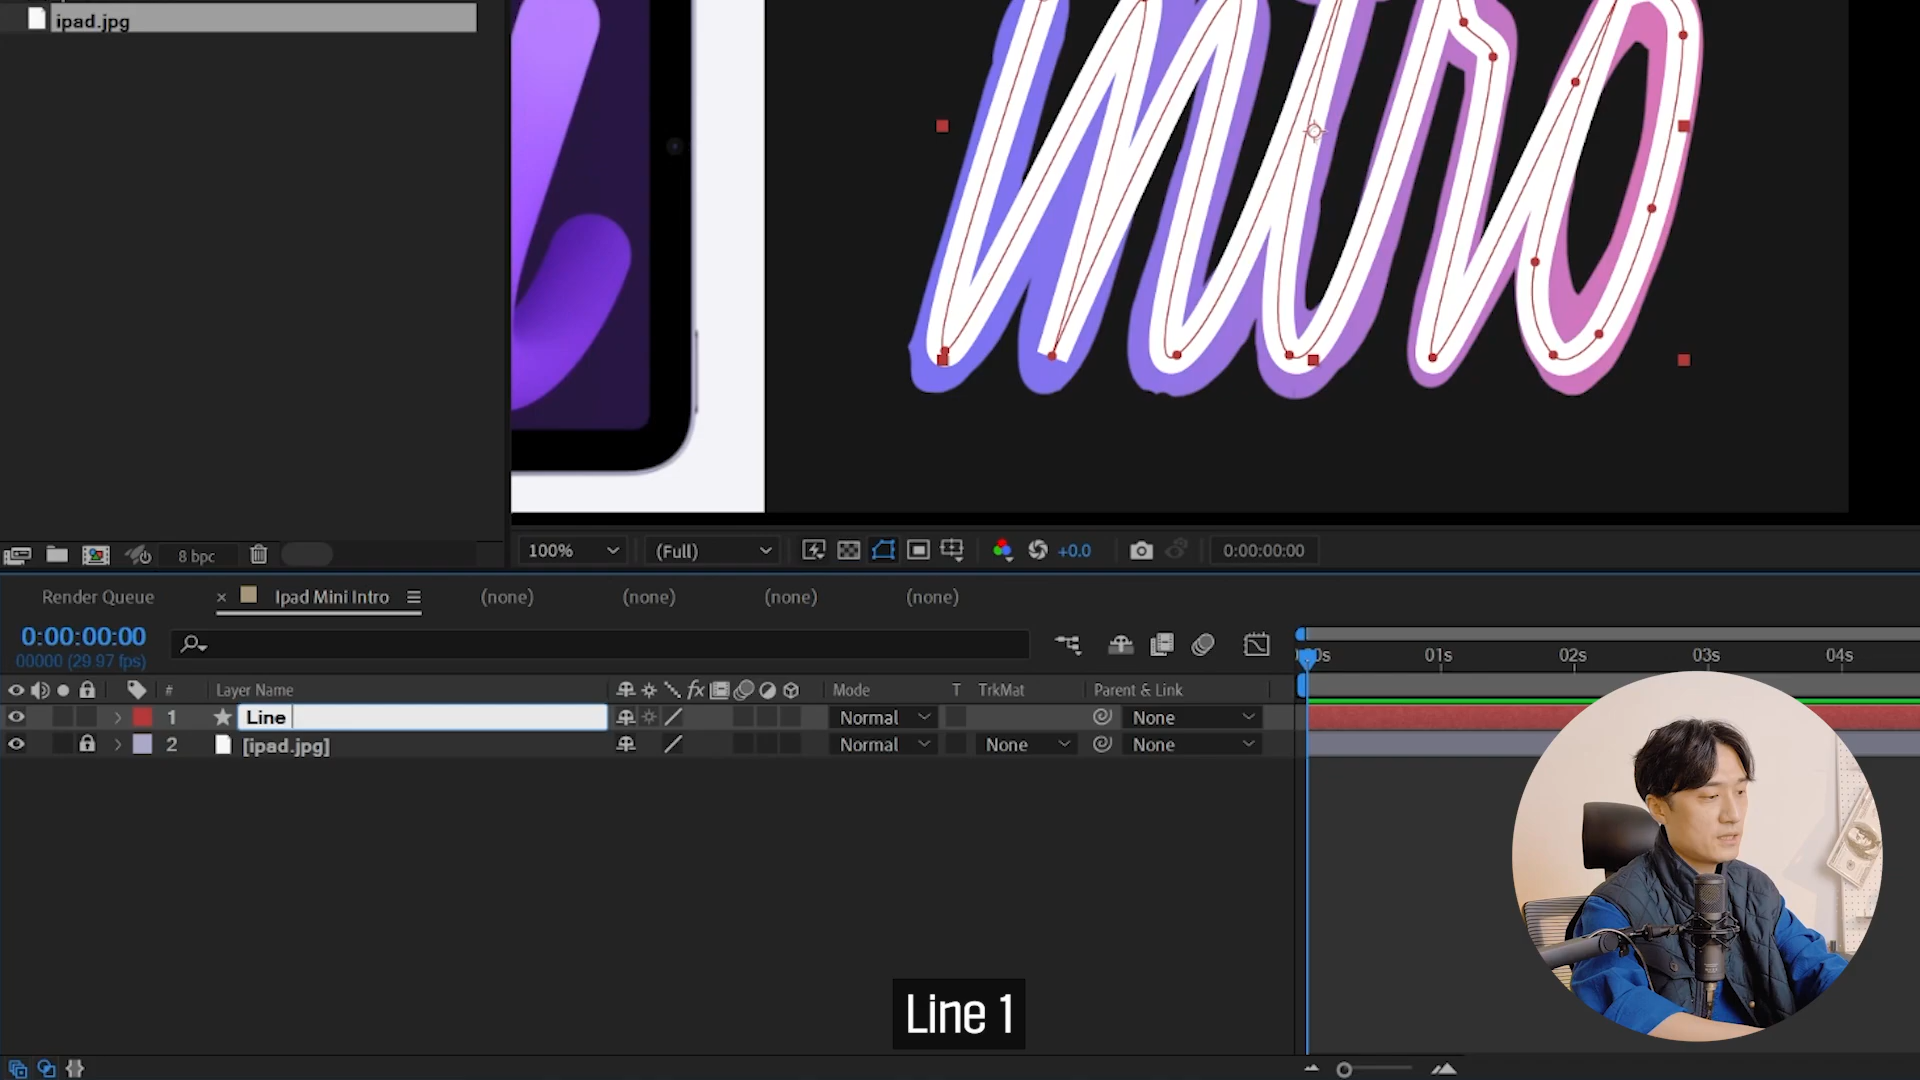 ipad.jpg
intro
8 bpc
100%
(Full)
+0.0
0:00:00:00
Render Queue
Ipad Mini Intro
(none)
(none)
(none)
(none)
0:00:00:00
00000 (29.97 fps)
01s
02s
03s
04s
#
Layer Name
fx
Mode
T
TrkMat
Parent & Link
1
Line
Normal
None
2
[ipad.jpg]
Normal
None
None
Line 1